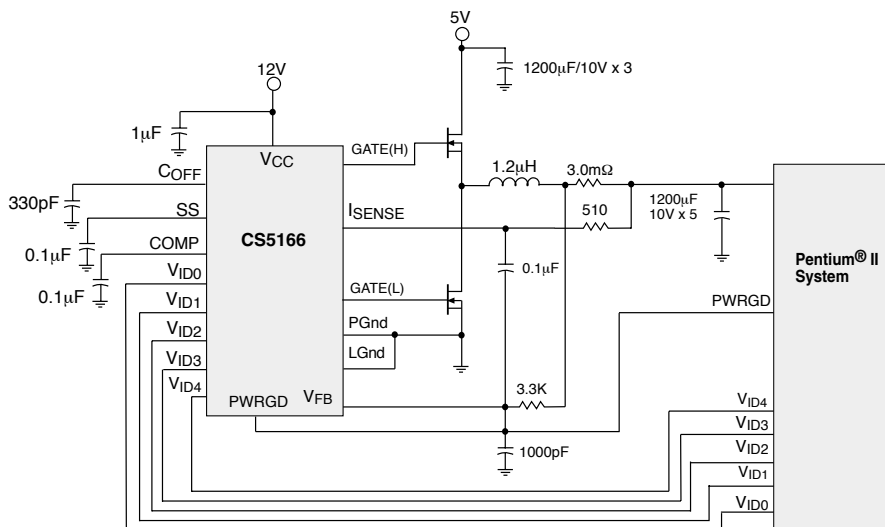 5V
1200μF/10V x 3
12V
1μF
VCC
GATE(H)
1.2μH
3.0mΩ
COFF
330pF
SS
ISENSE
510
1200μF
10V x 5
CS5166
COMP
0.1μF
0.1μF
Pentium® II
System
VID0
0.1μF
GATE(L)
VID1
PGnd
PWRGD
VID2
LGnd
VID3
VID4
PWRGD
VFB
3.3K
VID4
VID3
1000pF
VID2
VID1
VID0